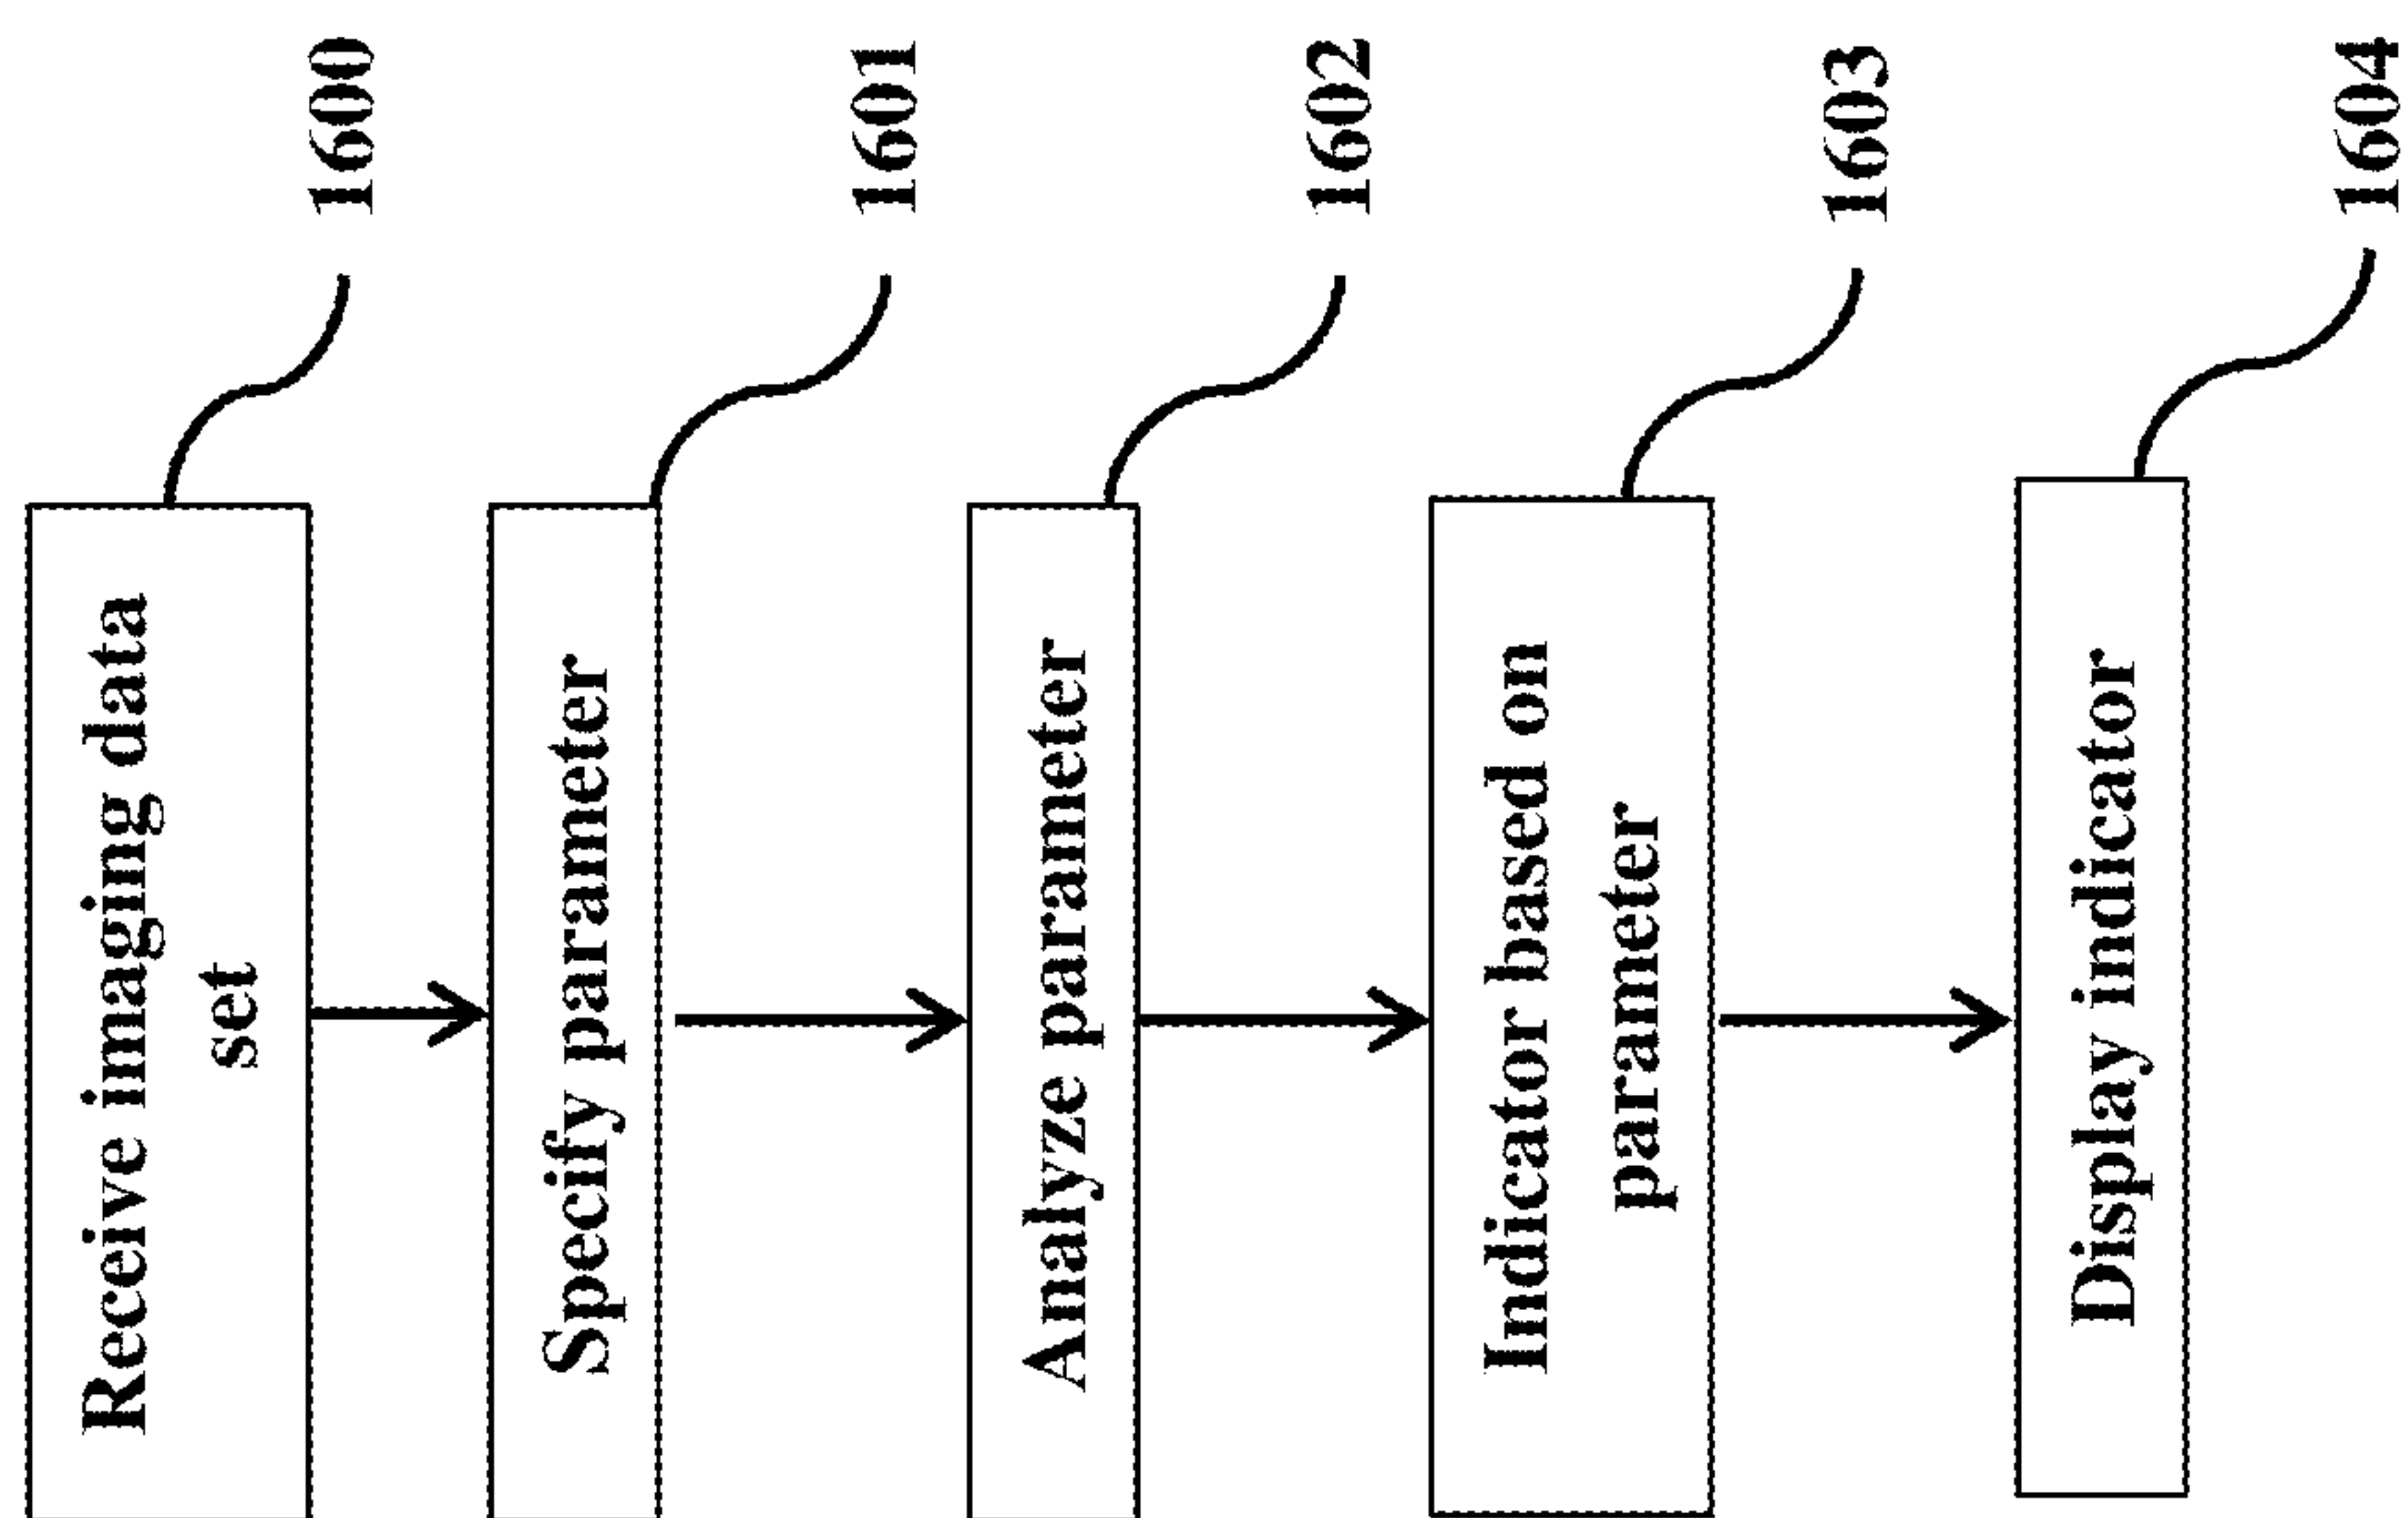 Receive imaging data
set
1600
Specify parameter
1601
Analyze parameter
1602
Indicator based on
parameter
1603
Display indicator
1604